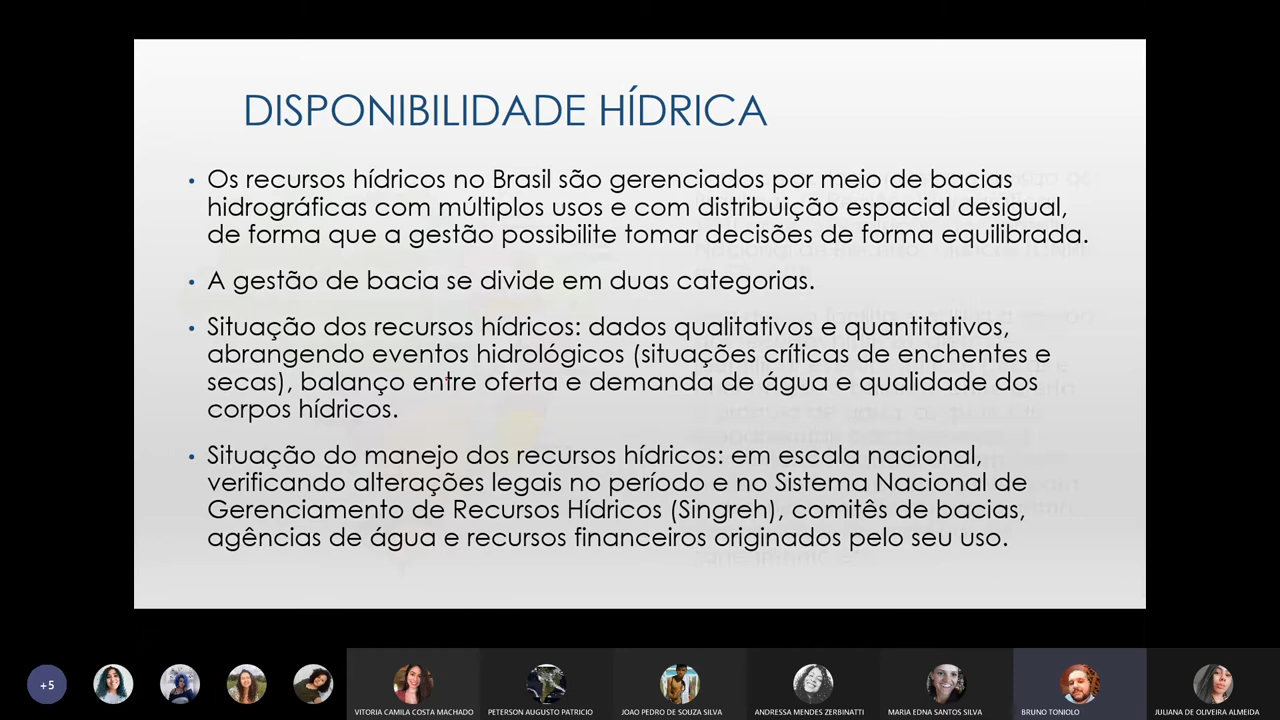 DISPONIBILIDADE HÍDRICA
• Os recursos hídricos no Brasil são gerenciados por meio de bacias
hidrográficas com múltiplos usos e com distribuição espacial desigual,
de forma que a gestão possibilite tomar decisões de forma equilibrada.
• A gestão de bacia se divide em duas categorias.
• Situação dos recursos hídricos: dados qualitativos e quantitativos,
abrangendo eventos hidrológicos (situações críticas de enchentes e
secas), balanço entre oferta e demanda de água e qualidade dos
corpos hídricos.
• Situação do manejo dos recursos hídricos: em escala nacional,
verificando alterações legais no período e no Sistema Nacional de
Gerenciamento de Recursos Hídricos (Singreh), comitês de bacias,
agências de água e recursos financeiros originados pelo seu uso.
+5
VITORIA CAMILA COSTA MACHADO
PETERSON AUGUSTO PATRICIO
JOAO PEDRO DE SOUZA SILVA
ANDRESSA MENDES ZERBINATTI
MARIA EDNA SANTOS SILVA
BRUNO TONIOLO
JULIANA DE OLIVEIRA ALMEIDA